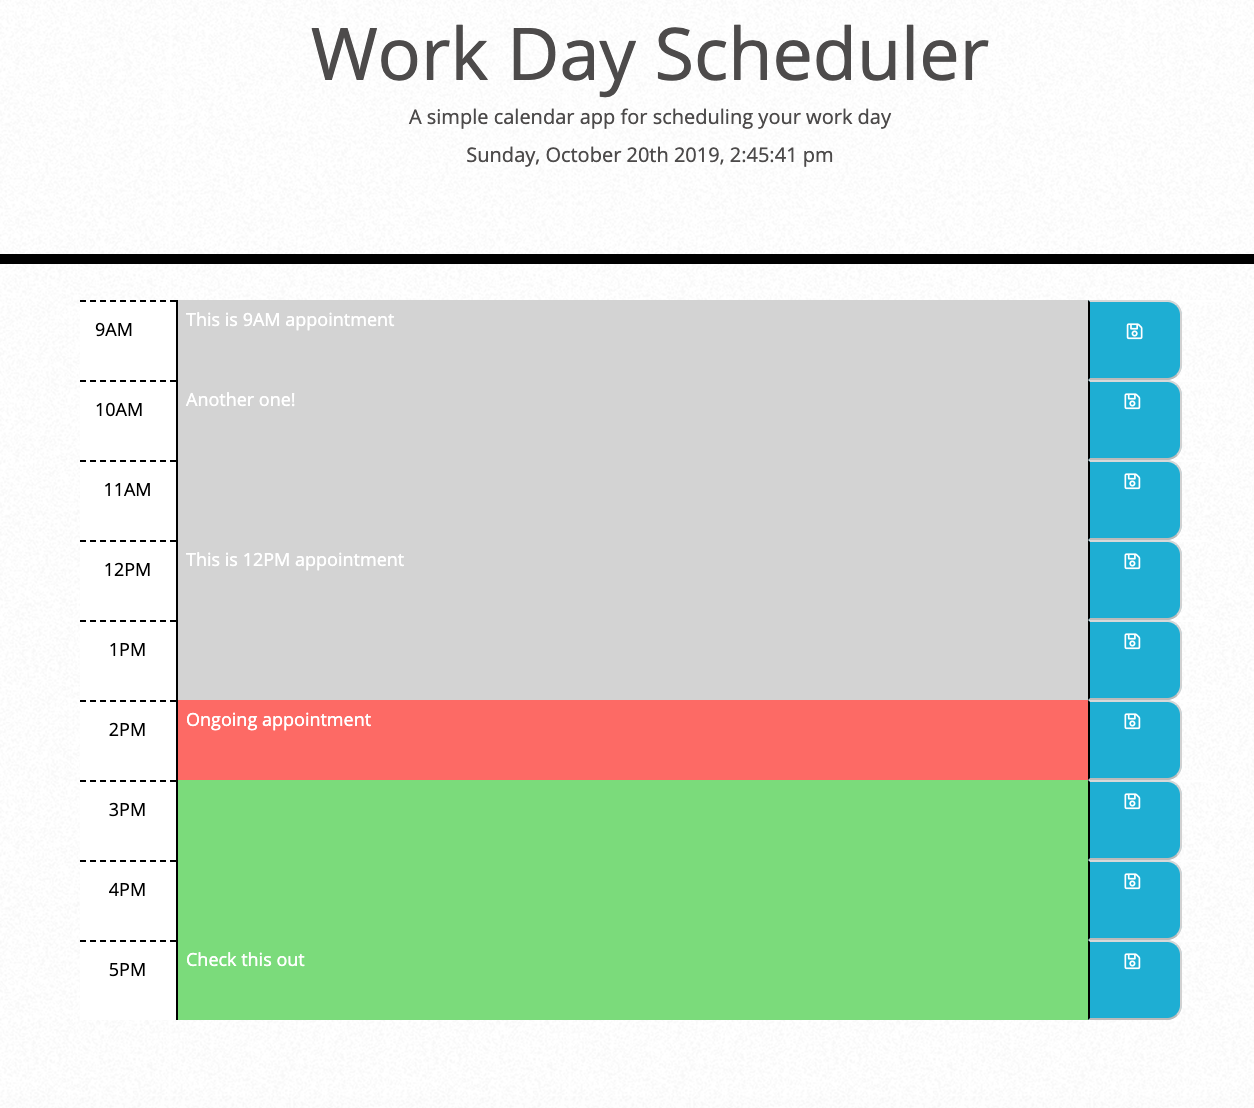 Work Day Scheduler
A simple calendar app for scheduling your work day
Sunday, October 20th 2019, 2:45:41 pm
9AM This is 9AM appointment
10AM Another one!
11AM
12PM This is 12PM appointment
1PM
2PM Ongoing appointment
3PM
4PM
5PM Check this out